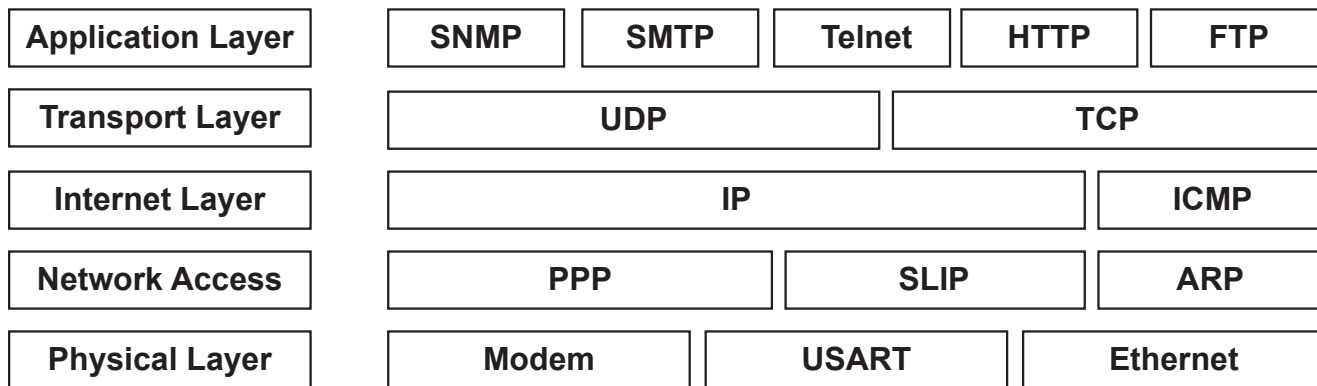 Application Layer SNMP SMTP Telnet HTTP FTP
Transport Layer UDP TCP
Internet Layer IP ICMP
Network Access PPP SLIP ARP
Physical Layer Modem USART Ethernet